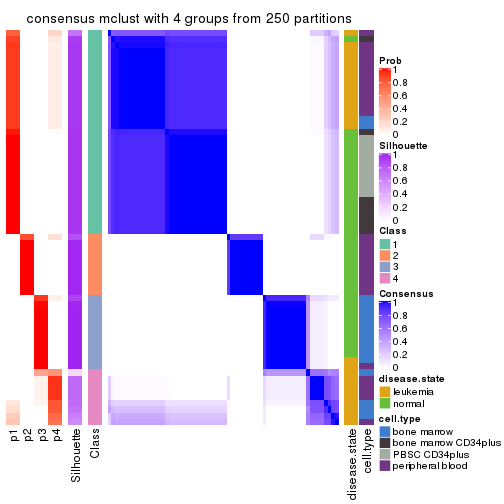 consensus mclust with 4 groups from 250 partitions
Prob
1
0.8
0.6
0.4
0.2
0
Silhouette
1
0.8
0.6
0.4
0.2
0
Class
1
2
3
4
Consensus
1
0.8
0.6
0.4
0.2
0
disease.state
leukemia
normal
cell.type
bone marrow
bone marrow CD34plus
PBSC CD34plus
peripheral blood
p1
p2
p3
p4
Silhouette
Class
disease.state
cell.type